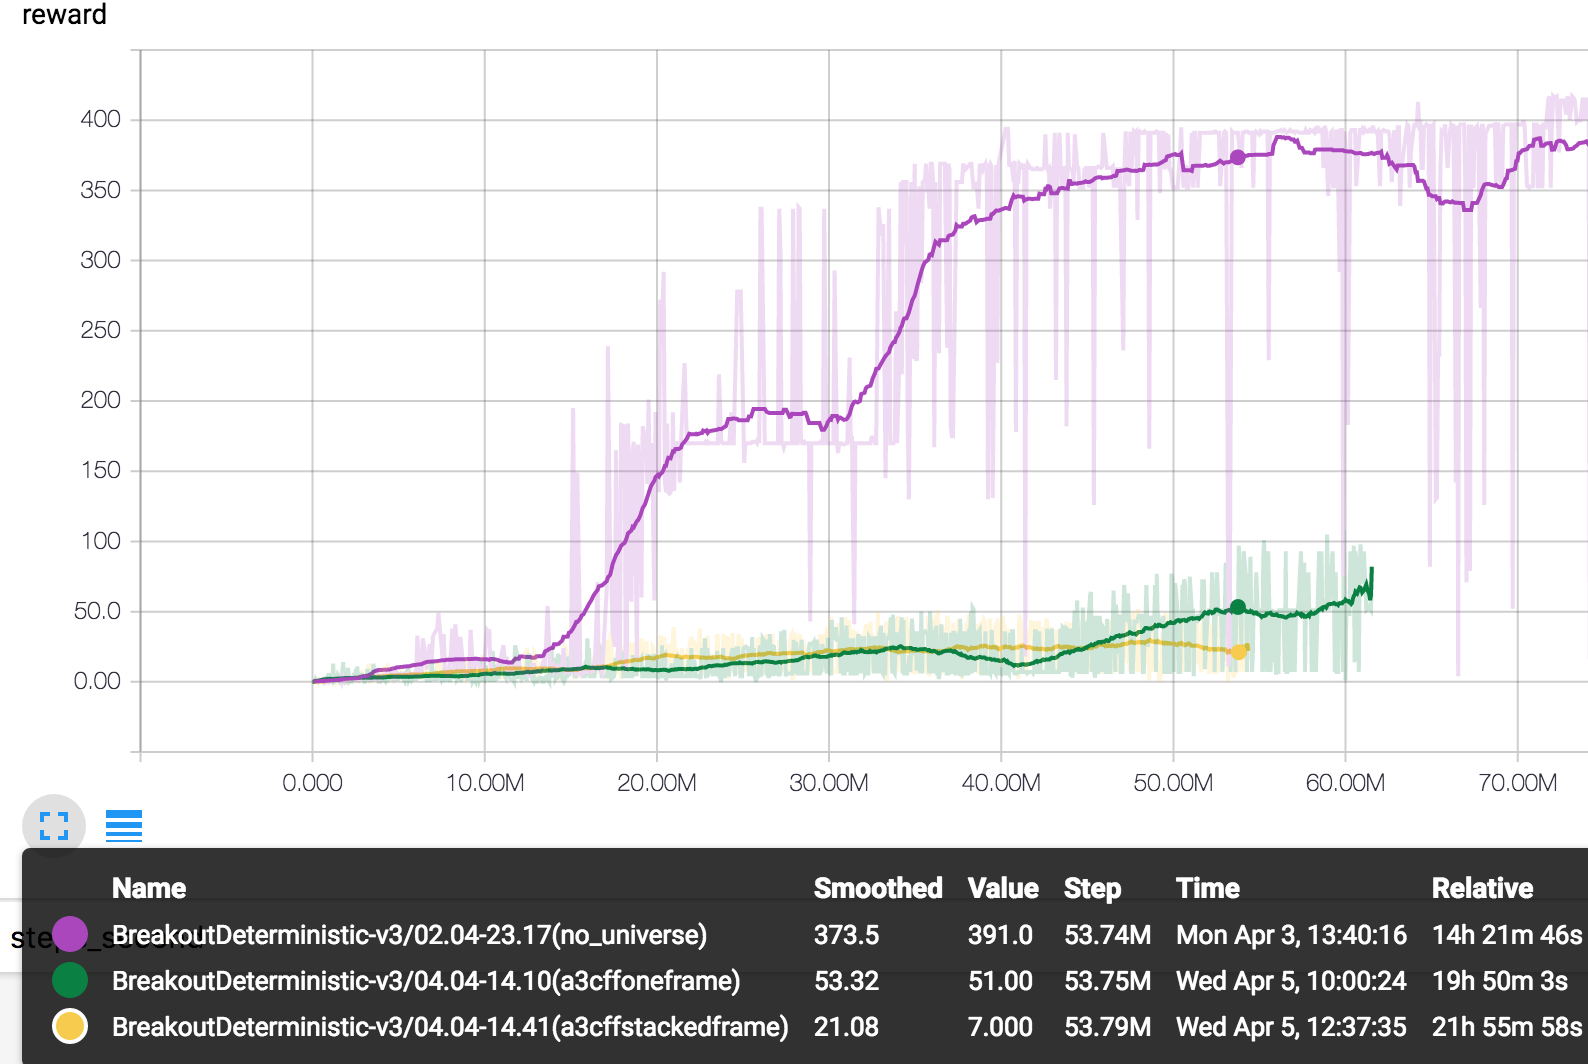 reward
400
350
300
250
200
150
100
50.0
0.00
0.000 10.00M 20.00M 30.00M 40.00M 50.00M 60.00M 70.00M
Name Smoothed Value Step Time Relative
BreakoutDeterministic-v3/02.04-23.17(no_universe) 373.5 391.0 53.74M Mon Apr 3, 13:40:16 14h 21m 46s
BreakoutDeterministic-v3/04.04-14.10(a3cffoneframe) 53.32 51.00 53.75M Wed Apr 5, 10:00:24 19h 50m 3s
BreakoutDeterministic-v3/04.04-14.41(a3cffstackedframe) 21.08 7.000 53.79M Wed Apr 5, 12:37:35 21h 55m 58s